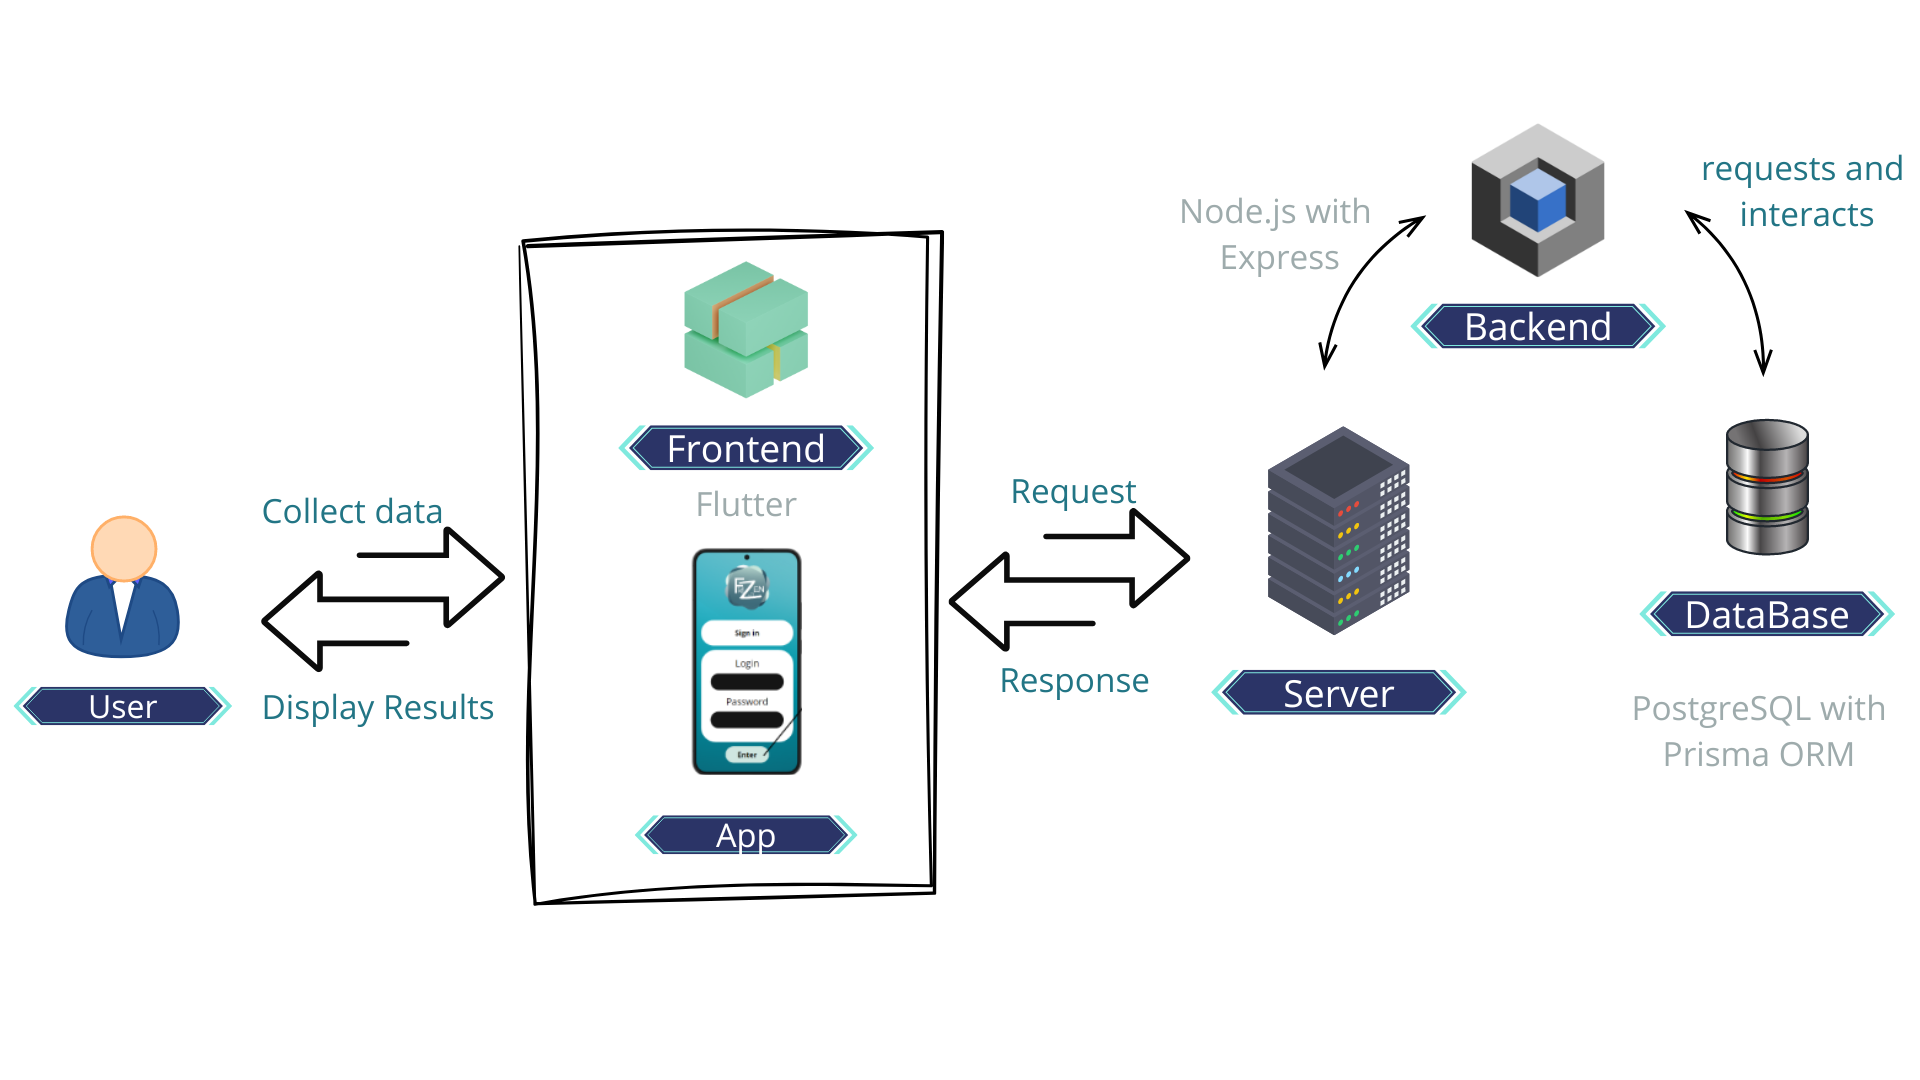 User
Collect data
Display Results
Frontend
Flutter
Sign in
Login
Password
Enter
App
Request
Response
Node.js with
Express
Server
Backend
requests and
interacts
DataBase
PostgreSQL with
Prisma ORM